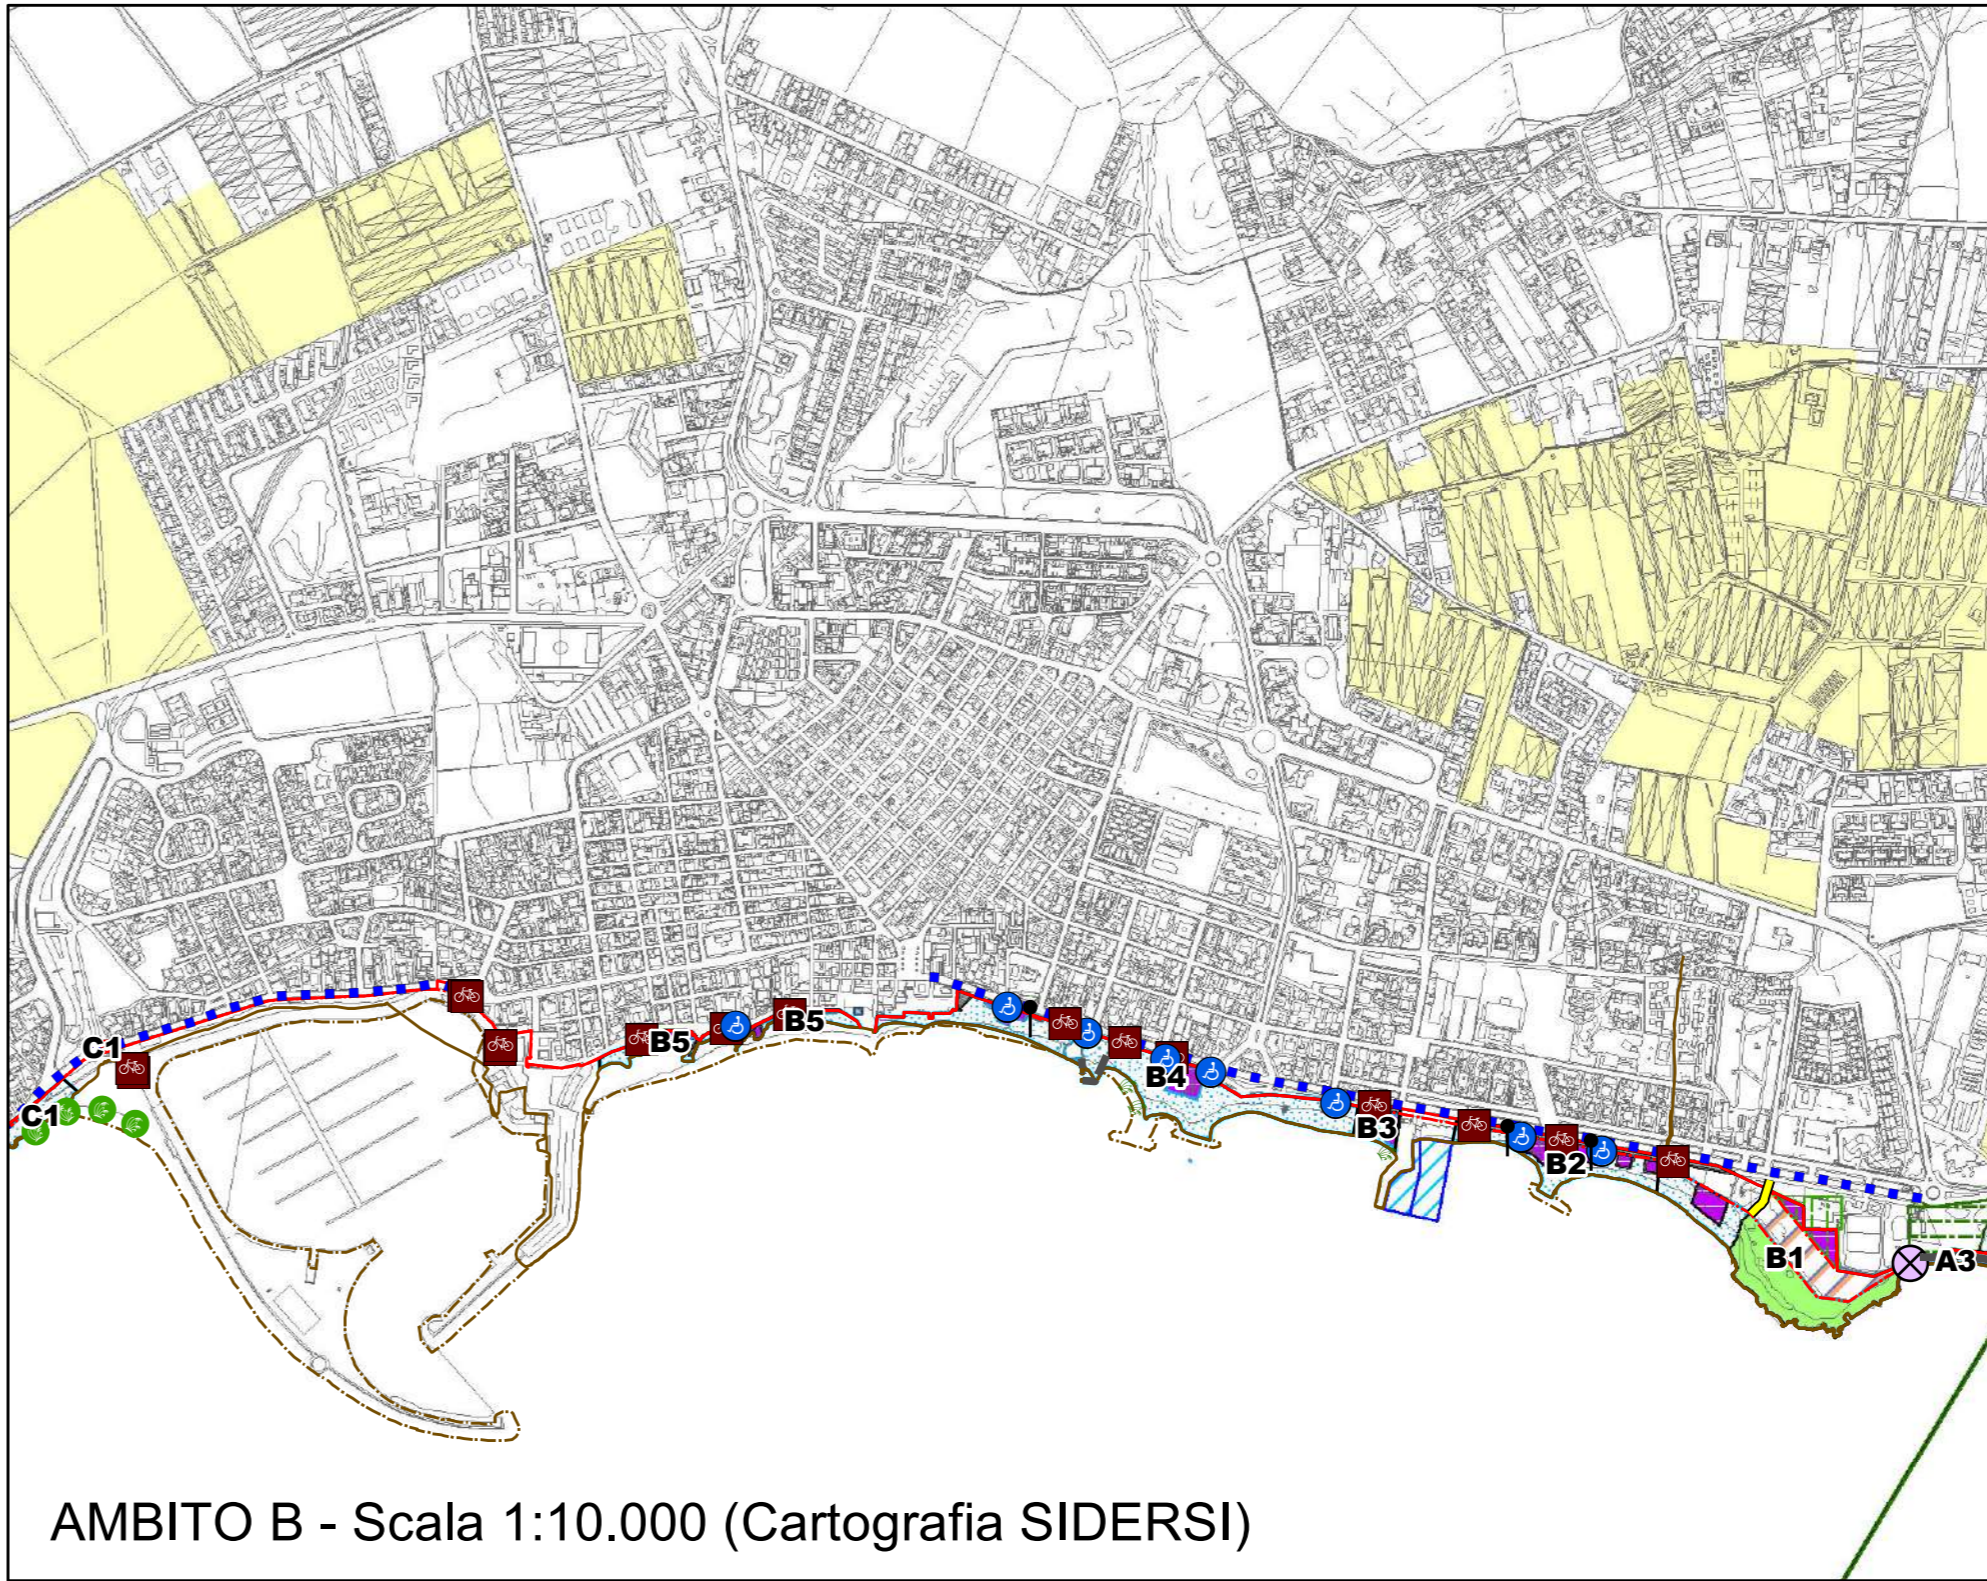 C1
C1
B5
B5
B4
B3
B2
B1
A3
AMBITO B - Scala 1:10.000 (Cartografia SIDERSI)